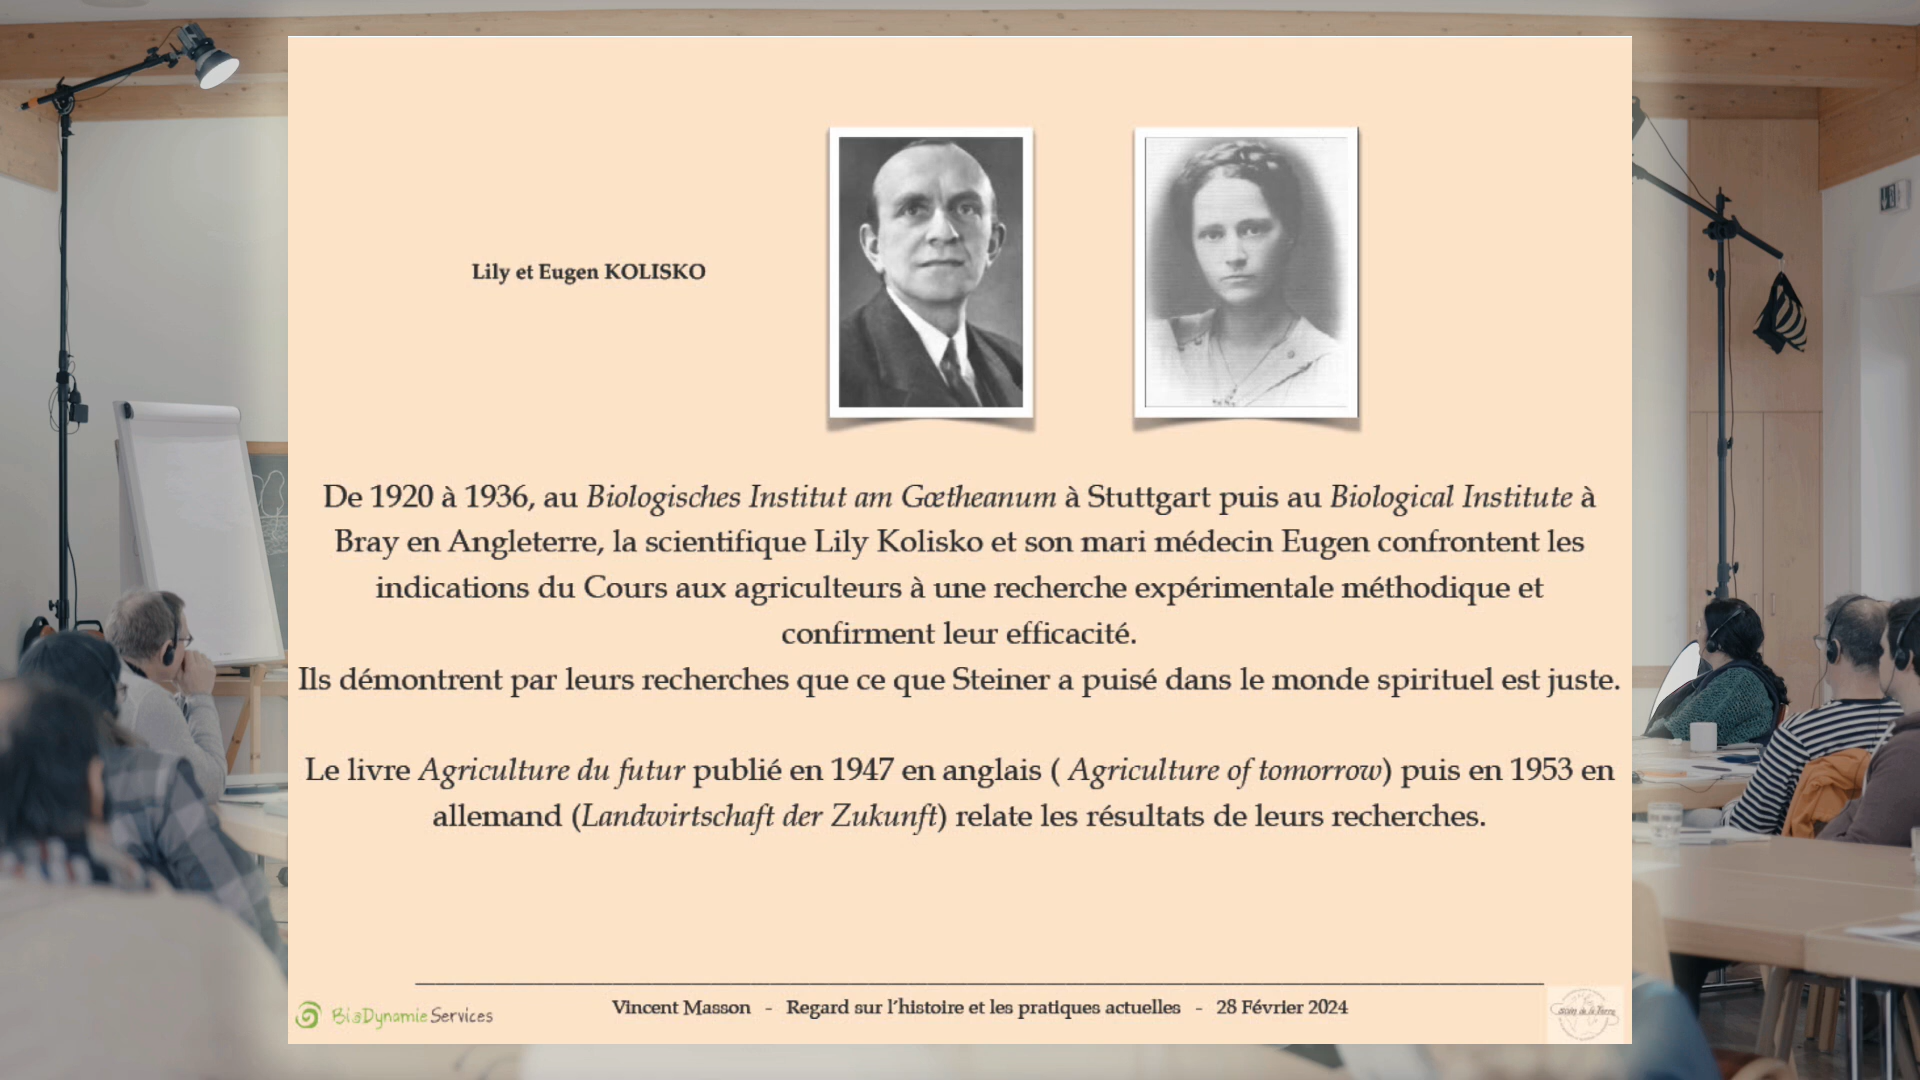 Lily et Eugen KOLISKO
De 1920 à 1936, au Biologisches Institut am Gœtheanum à Stuttgart puis au Biological Institute à
Bray en Angleterre, la scientifique Lily Kolisko et son mari médecin Eugen confrontent les
indications du Cours aux agriculteurs à une recherche expérimentale méthodique et
confirment leur efficacité.
Ils démontrent par leurs recherches que ce que Steiner a puisé dans le monde spirituel est juste.
Le livre Agriculture du futur publié en 1947 en anglais ( Agriculture of tomorrow) puis en 1953 en
allemand (Landwirtschaft der Zukunft) relate les résultats de leurs recherches.
BioDynamie Services
Vincent Masson - Regard sur l'histoire et les pratiques actuelles - 28 Février 2024